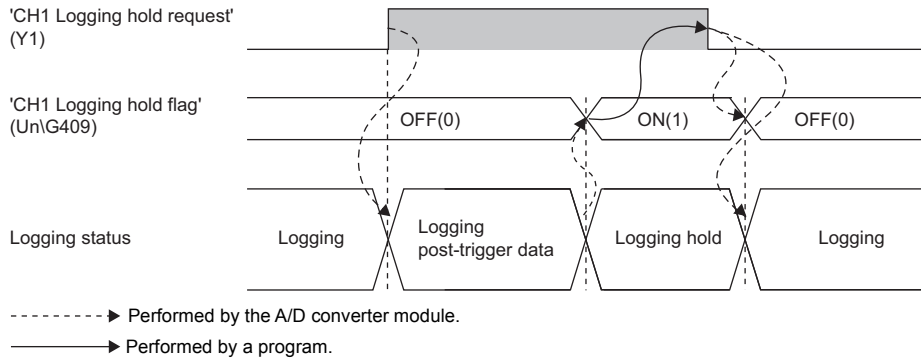 'CH1 Logging hold request'
(Y1)
'CH1 Logging hold flag'
(Un\G409)
OFF(0)
ON(1)
OFF(0)
Logging status
Logging
Logging
post-trigger data
Logging hold
Logging
Performed by the A/D converter module.
Performed by a program.